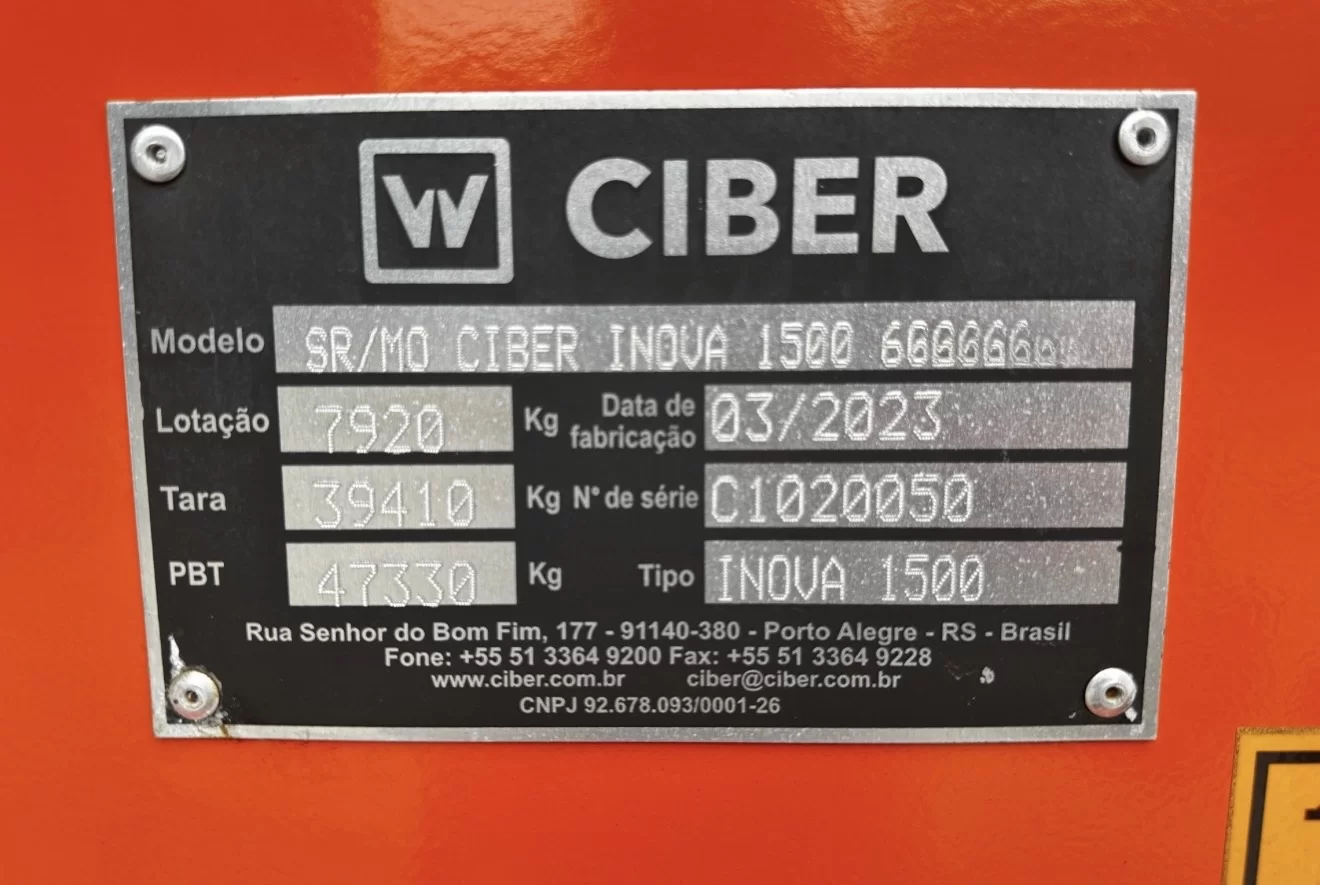 W CIBER
Modelo SR/MO CIBER INOVA 1500
Lotação 7920 Kg Data de fabricação 03/2023
Tara 39410 Kg N° de série C1020050
PBT 47330 Kg Tipo INOVA 1500
Rua Senhor do Bom Fim, 177 - 91140-380 - Porto Alegre - RS - Brasil
Fone: +55 51 3364 9200 Fax: +55 51 3364 9228
www.ciber.com.br ciber@ciber.com.br
CNPJ 92.678.093/0001-26